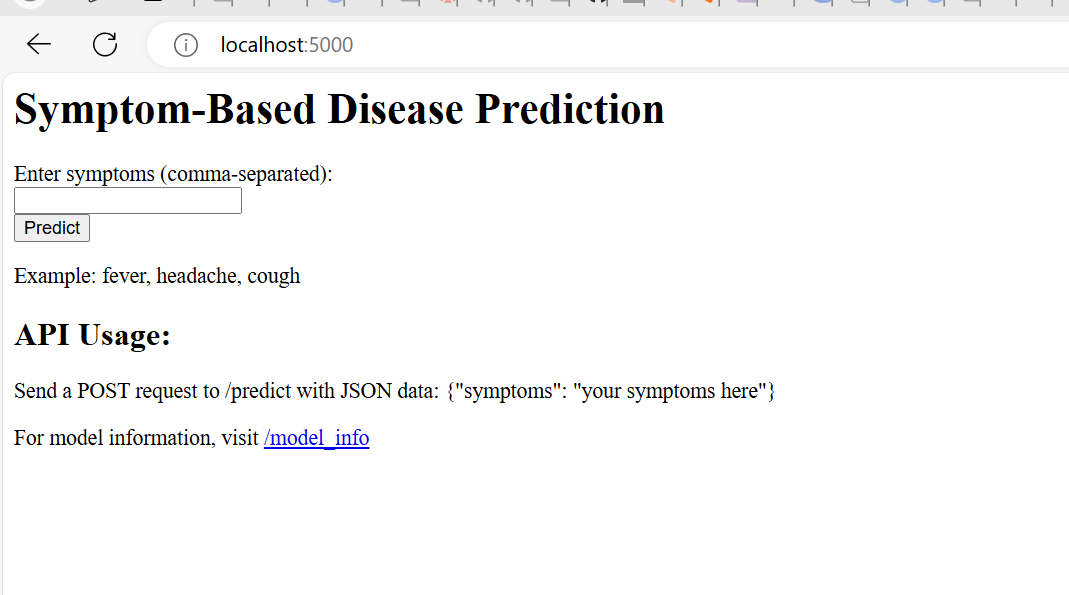 localhost:5000
Symptom-Based Disease Prediction
Enter symptoms (comma-separated):
Predict
Example: fever, headache, cough
API Usage:
Send a POST request to /predict with JSON data: {"symptoms": "your symptoms here"}
For model information, visit /model_info